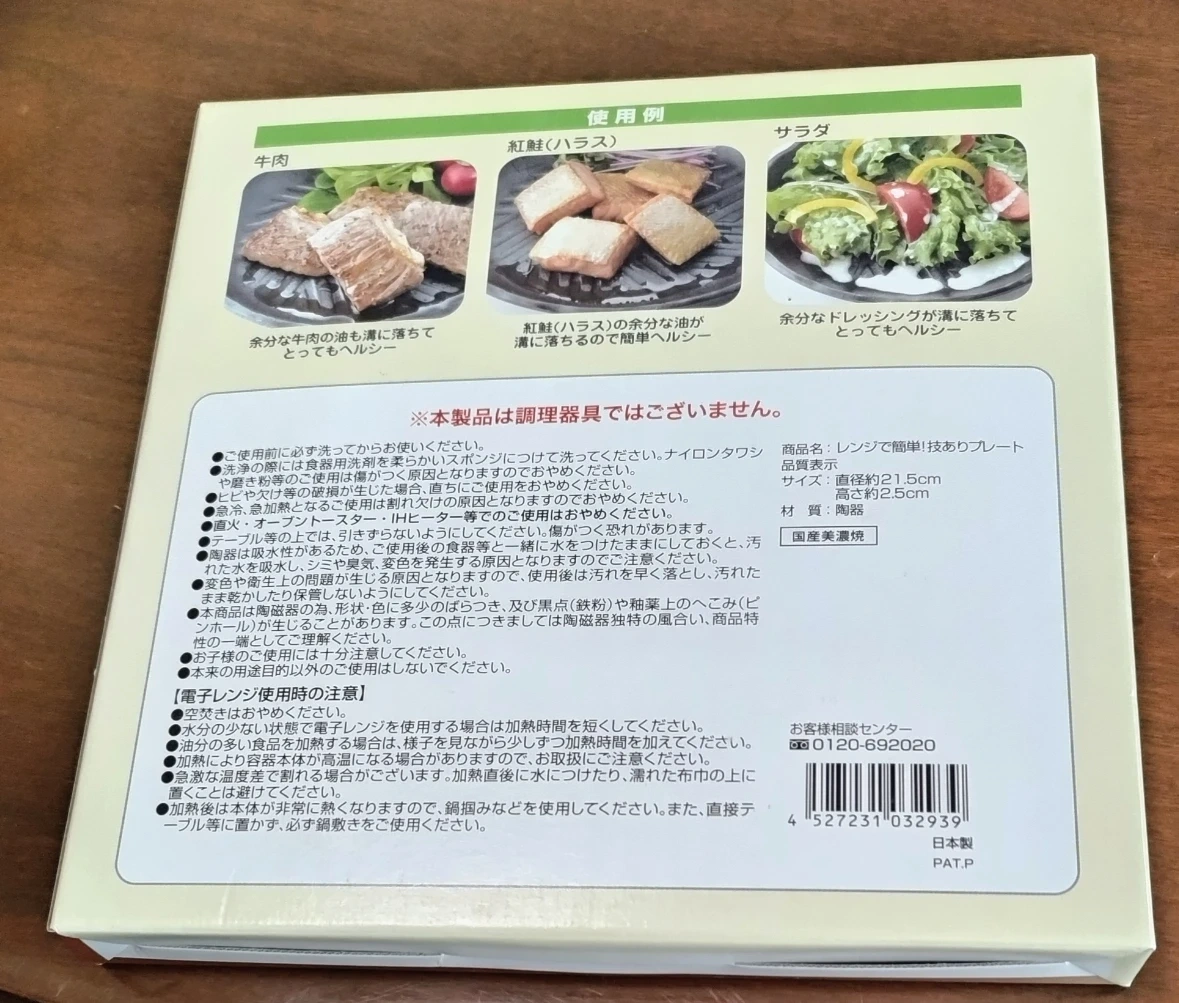 使用例
牛肉
紅鮭(ハラス)
サラダ
余分な牛肉の油も溝に落ちて
とってもヘルシー
紅鮭(ハラス)の余分な油が
溝に落ちるので簡単ヘルシー
余分なドレッシングが溝に落ちて
とってもヘルシー
※本製品は調理器具ではございません。
●ご使用前に必ず洗ってからお使いください。
●洗浄の際には食器用洗剤を柔らかいスポンジにつけて洗ってください。ナイロンタワシ
や磨き粉等のご使用は傷がつく原因となりますのでおやめください。
●ヒビや欠け等の破損が生じた場合、直ちにご使用をおやめください。
●急冷、急加熱となるご使用は割れ欠けの原因となりますのでおやめください。
●直火・オーブントースター・IHヒーター等でのご使用はおやめください。
●テーブル等の上では、引きずらないようにしてください。傷がつく恐れがあります。
●陶器は吸水性があるため、ご使用後の食器等と一緒に水をつけたままにしておくと、汚
れた水を吸水し、シミや臭気、変色を発生する原因となりますのでご注意ください。
●変色や衛生上の問題が生じる原因となりますので、使用後は汚れを早く落とし、汚れた
まま乾かしたり保管しないようにしてください。
●本商品は陶磁器の為、形状・色に多少のばらつき、及び黒点(鉄粉)や釉薬上のへこみ(ピ
ンホール)が生じることがあります。この点につきましては陶磁器独特の風合い、商品特
性の一端としてご理解ください。
●お子様のご使用には十分注意してください。
●本来の用途目的以外のご使用はしないでください。
【電子レンジ使用時の注意】
●空焚きはおやめください。
●水分の少ない状態で電子レンジを使用する場合は加熱時間を短くしてください。
●油分の多い食品を加熱する場合は、様子を見ながら少しずつ加熱時間を加えてください。
●加熱により容器本体が高温になる場合がありますので、お取扱にご注意ください。
●急激な温度差で割れる場合がございます。加熱直後に水につけたり、濡れた布巾の上に
置くことは避けてください。
●加熱後は本体が非常に熱くなりますので、鍋掴みなどを使用してください。また、直接テ
ーブル等に置かず、必ず鍋敷きをご使用ください。
商品名:レンジで簡単!技ありプレート
品質表示
サイズ:直径約21.5cm
高さ約2.5cm
材 質:陶器
国産美濃焼
お客様相談センター
0120-692020
4 527231 032939
日本製
PAT.P